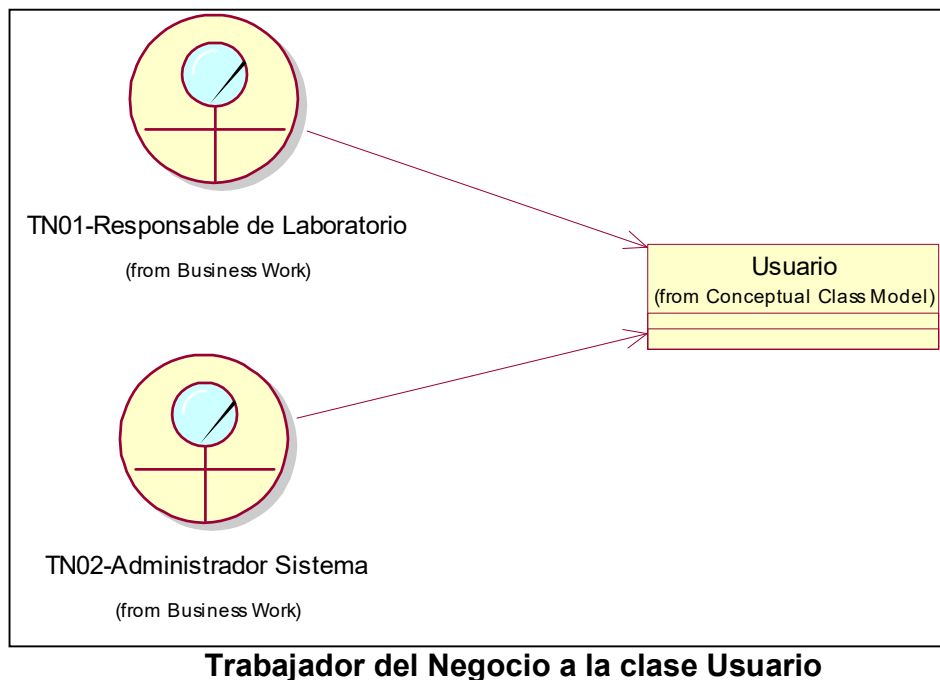 TN01-Responsable de Laboratorio
(from Business Work)
Usuario
(from Conceptual Class Model)
TN02-Administrador Sistema
(from Business Work)
Trabajador del Negocio a la clase Usuario